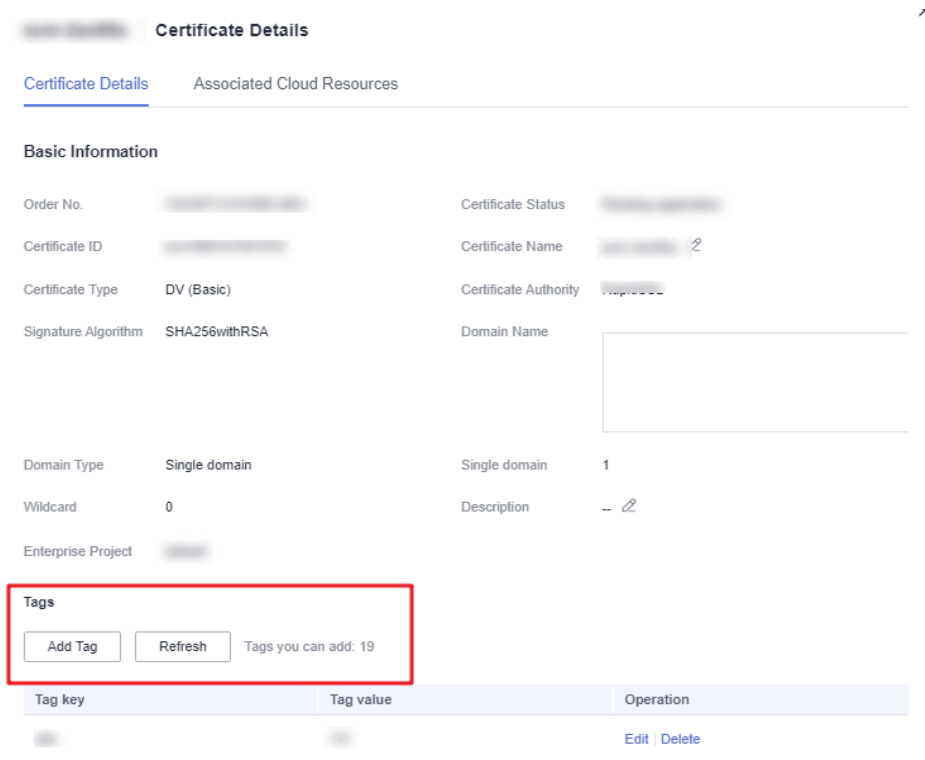 Certificate Details
Certificate Details Associated Cloud Resources
Basic Information
Order No. Certificate Status
Certificate ID Certificate Name
Certificate Type DV (Basic) Certificate Authority
Signature Algorithm SHA256withRSA Domain Name
Domain Type Single domain Single domain 1
Wildcard 0 Description --
Enterprise Project
Tags
Add Tag Refresh Tags you can add: 19
Tag key Tag value Operation
Edit Delete